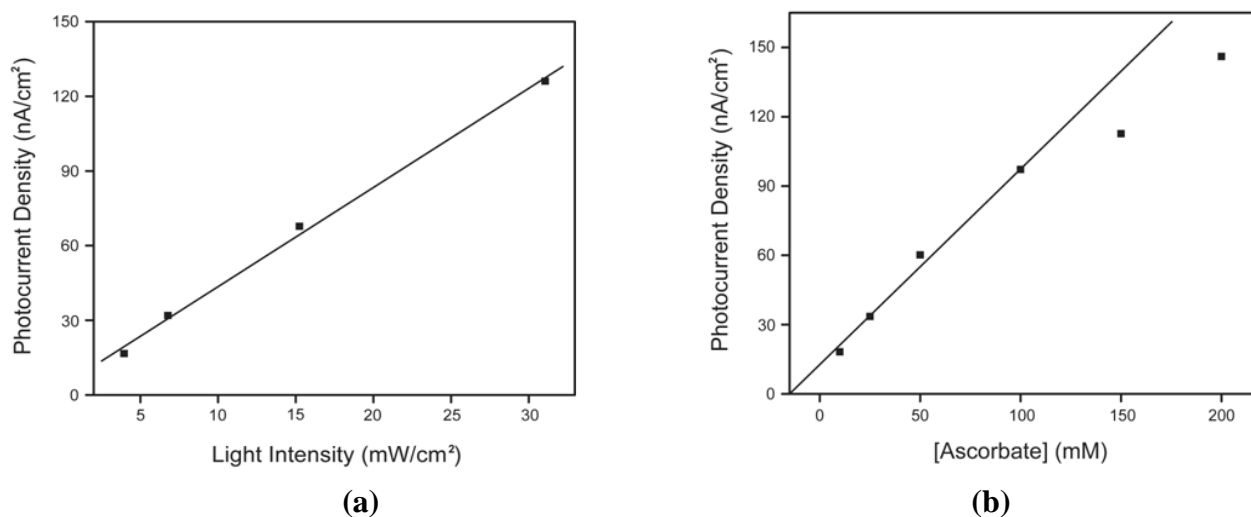 150
120
90
60
30
0
Photocurrent Density (nA/cm²)
5 10 15 20 25 30
Light Intensity (mW/cm²)
(a)
150
120
90
60
30
0
Photocurrent Density (nA/cm²)
0 50 100 150 200
[Ascorbate] (mM)
(b)